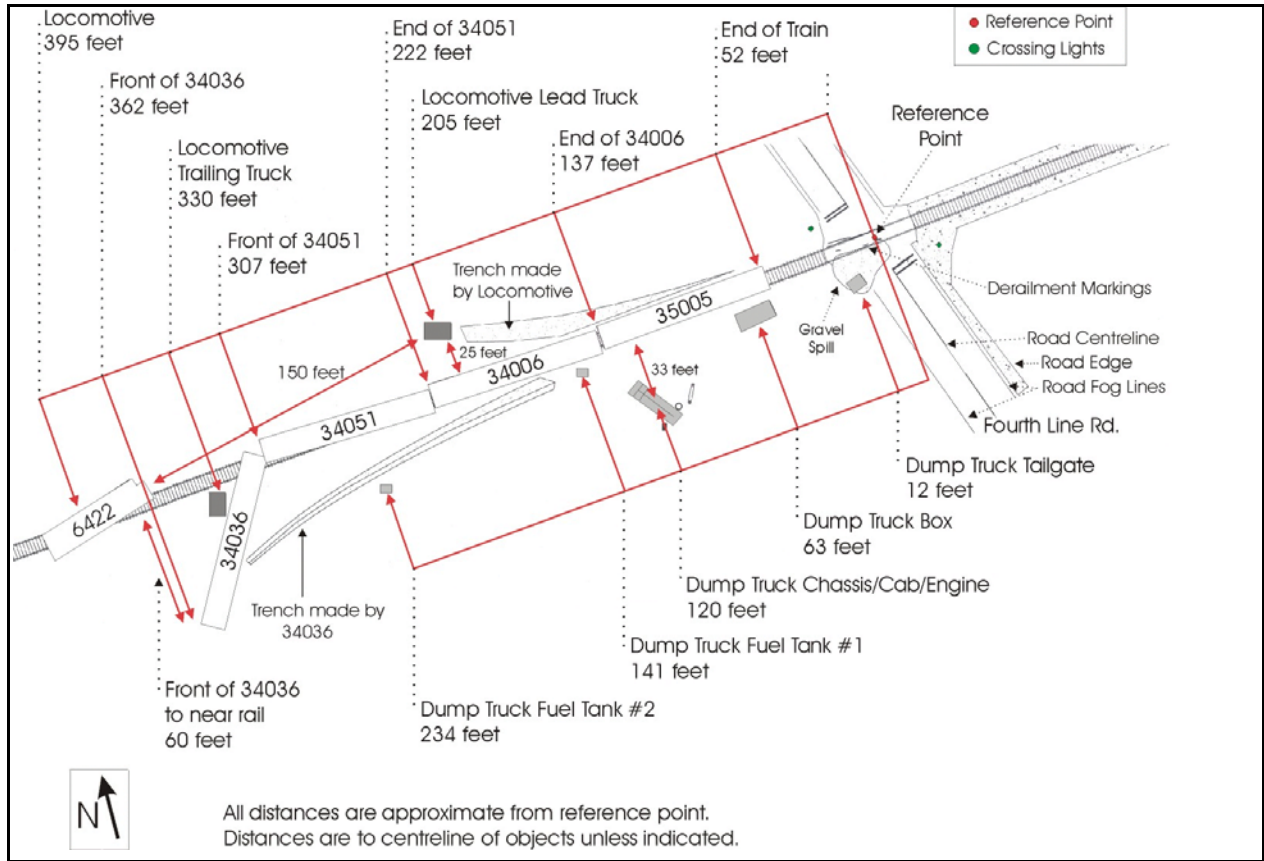 Locomotive
395 feet
Front of 34036
362 feet
Locomotive
Trailing Truck
330 feet
Front of 34051
307 feet
End of 34051
222 feet
Locomotive Lead Truck
205 feet
End of 34006
137 feet
End of Train
52 feet
Reference Point
Crossing Lights
Reference
Point
Trench made
by Locomotive
150 feet
25 feet
33 feet
35005
34006
34051
34036
6422
Gravel
Spill
Derailment Markings
Road Centreline
Road Edge
Road Fog Lines
Fourth Line Rd.
Dump Truck Tailgate
12 feet
Dump Truck Box
63 feet
Dump Truck Chassis/Cab/Engine
120 feet
Dump Truck Fuel Tank #1
141 feet
Dump Truck Fuel Tank #2
234 feet
Trench made by
34036
Front of 34036
to near rail
60 feet
N
All distances are approximate from reference point.
Distances are to centreline of objects unless indicated.